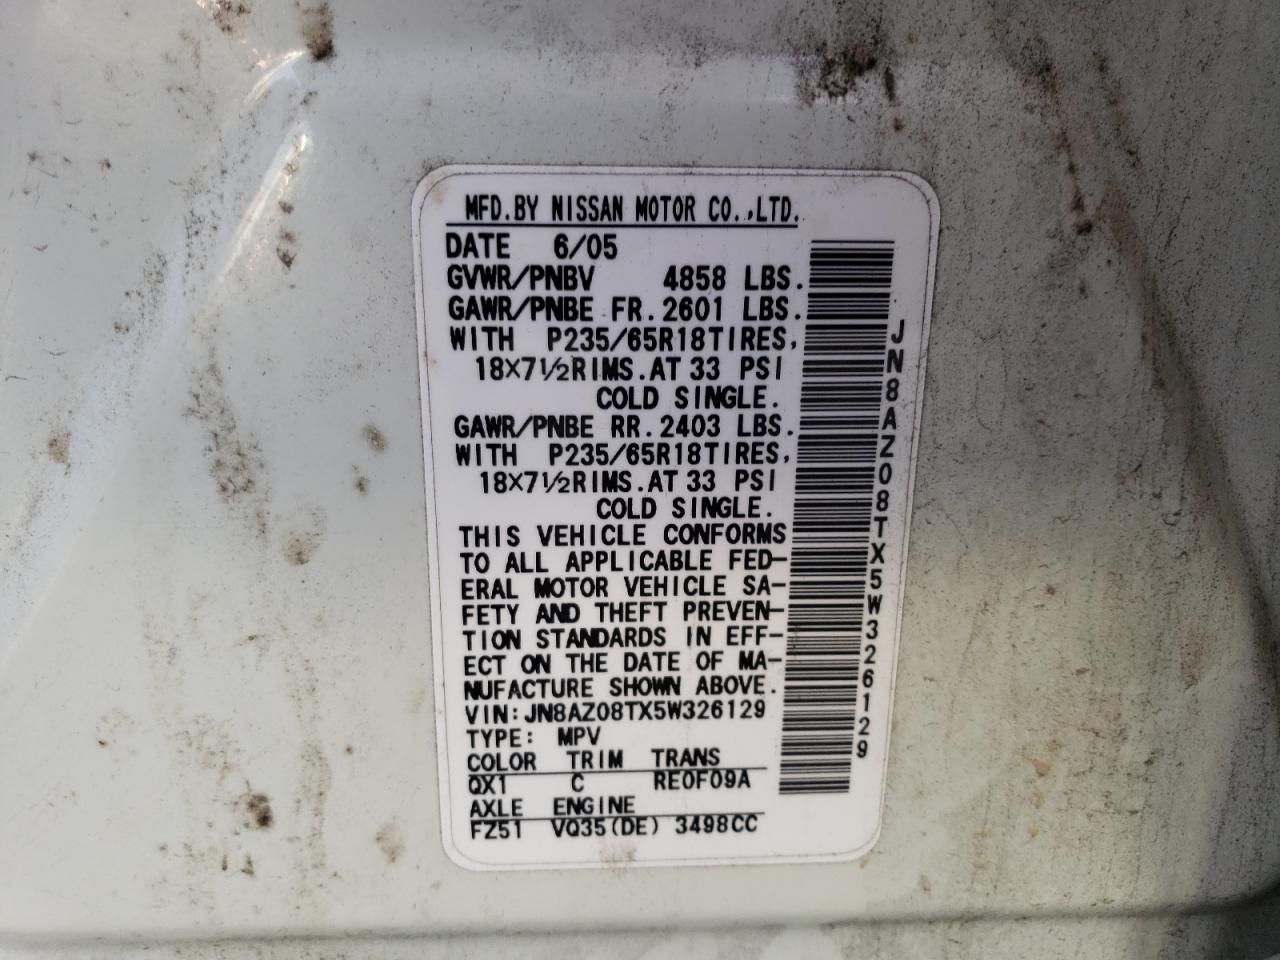 MFD.BY NISSAN MOTOR CO.,LTD.
DATE 6/05
GVWR/PNBV 4858 LBS.
GAWR/PNBE FR.2601 LBS.
WITH P235/65R18TIRES,
18×7½RIMS.AT 33 PSI
COLD SINGLE.
GAWR/PNBE RR.2403 LBS.
WITH P235/65R18TIRES,
18×7½RIMS.AT 33 PSI
COLD SINGLE.
THIS VEHICLE CONFORMS
TO ALL APPLICABLE FED-
ERAL MOTOR VEHICLE SA-
FETY AND THEFT PREVEN-
TION STANDARDS IN EFF-
ECT ON THE DATE OF MA-
NUFACTURE SHOWN ABOVE.
VIN:JN8AZ08TX5W326129
TYPE: MPV
COLOR TRIM TRANS
QX1 C RE0F09A
AXLE ENGINE
FZ51 VQ35(DE) 3498CC
JN8AZ08TX5W326129